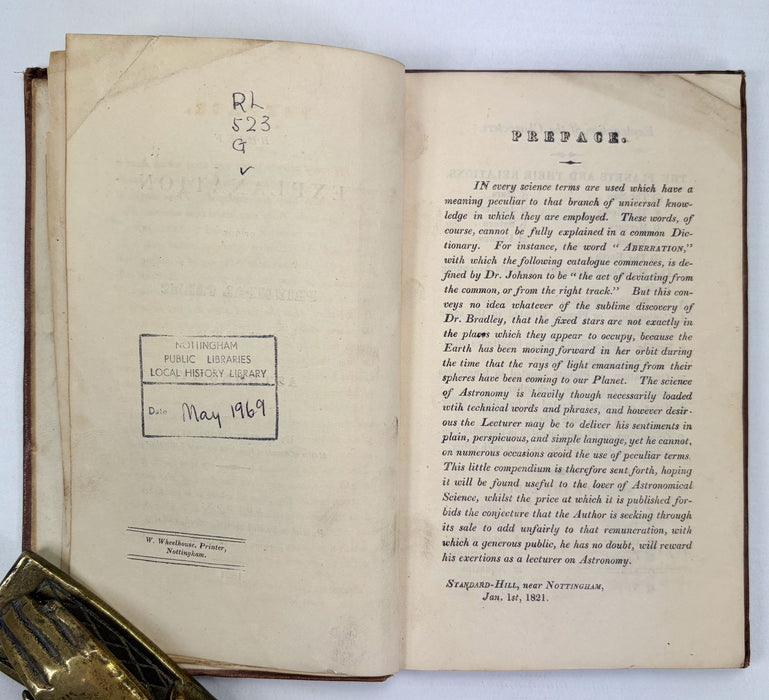 RL
523
G
v
NOTTINGHAM
PUBLIC LIBRARIES
LOCAL HISTORY LIBRARY
Date May 1969
W. Wheelhouse, Printer,
Nottingham.
PREFACE.
IN every science terms are used which have a
meaning peculiar to that branch of universal know-
ledge in which they are employed. These words, of
course, cannot be fully explained in a common Dic-
tionary. For instance, the word "ABERRATION,"
with which the following catalogue commences, is de-
fined by Dr. Johnson to be "the act of deviating from
the common, or from the right track." But this con-
veys no idea whatever of the sublime discovery of
Dr. Bradley, that the fixed stars are not exactly in
the places which they appear to occupy, because the
Earth has been moving forward in her orbit during
the time that the rays of light emanating from their
spheres have been coming to our Planet. The science
of Astronomy is heavily though necessarily loaded
wtih technical words and phrases, and however desir-
ous the Lecturer may be to deliver his sentiments in
plain, perspicuous, and simple language, yet he cannot,
on numerous occasions avoid the use of peculiar terms.
This little compendium is therefore sent forth, hoping
it will be found useful to the lover of Astronomical
Science, whilst the price at which it is published for-
bids the conjecture that the Author is seeking through
its sale to add unfairly to that remuneration, with
which a generous public, he has no doubt, will reward
his exertions as a lecturer on Astronomy.
STANDARD-HILL, near NOTTINGHAM,
Jan. 1st, 1821.